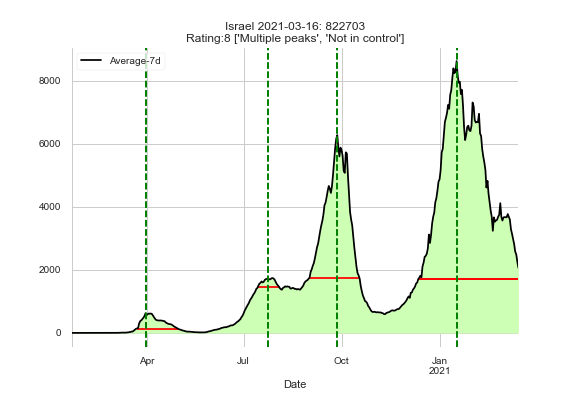 Israel 2021-03-16: 822703
Rating:8 ['Multiple peaks', 'Not in control']
Average-7d
8000
6000
4000
2000
0
Apr
Jul
Oct
Jan
2021
Date